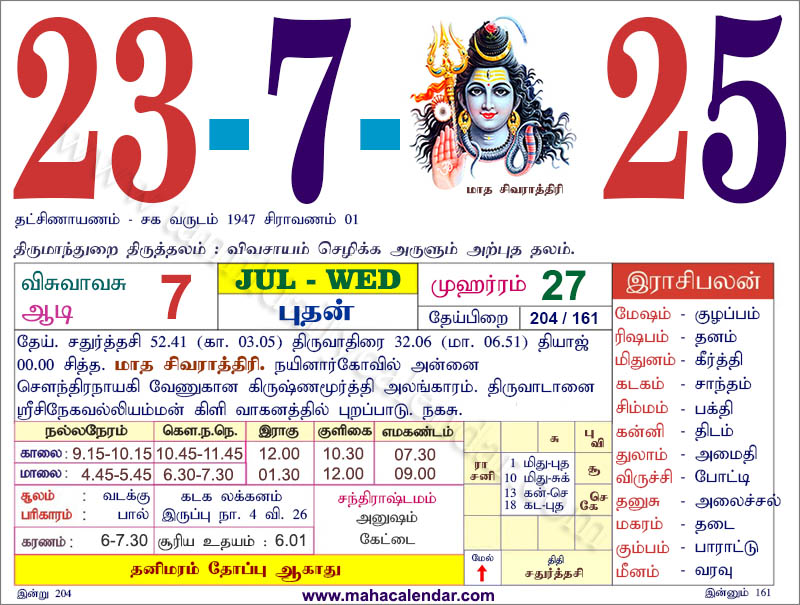 23-7-25
மாத சிவராத்திரி
தட்சிணாயணம் - சக வருடம் 1947 சிராவணம் 01
திருமாந்துறை திருத்தலம் : விவசாயம் செழிக்க அருளும் அற்புத தலம்.
விசுவாவசு
ஆடி 7
JUL - WED
புதன்
முஹர்ரம் 27
தேய்பிறை 204 / 161
தேய். சதுர்த்தசி 52.41 (கா. 03.05) திருவாதிரை 32.06 (மா. 06.51) தியாஜ்
00.00 சித்த. மாத சிவராத்திரி. நயினார்கோவில் அன்னை
சௌந்திரநாயகி வேணுகான கிருஷ்ணமூர்த்தி அலங்காரம். திருவாடானை
ஸ்ரீசிநேகவல்லியம்மன் கிளி வாகனத்தில் புறப்பாடு. நகசு.
நல்லநேரம் கௌ.ந.நெ. இராகு குளிகை எமகண்டம்
காலை: 9.15-10.15 10.45-11.45 12.00 10.30 07.30
மாலை: 4.45-5.45 6.30-7.30 01.30 12.00 09.00
சூலம் : வடக்கு
பரிகாரம் : பால்
கடக லக்கனம்
இருப்பு நா. 4 வி. 26
சந்திராஷ்டமம்
அனுஷம்
கேட்டை
கரணம் : 6-7.30 சூரிய உதயம் : 6.01
தனிமரம் தோப்பு ஆகாது
சு
பு
வி
ரா
சனி
1 மிது-புத
10 மிது-சுக்
13 கன்-செ
18 கட-புத
சூ
செ
கே
மேல்
திதி
சதுர்த்தசி
இராசிபலன்
மேஷம் - குழப்பம்
ரிஷபம் - தனம்
மிதுனம் - கீர்த்தி
கடகம் - சாந்தம்
சிம்மம் - பக்தி
கன்னி - திடம்
துலாம் - அமைதி
விருச்சி - போட்டி
தனுசு - அலைச்சல்
மகரம் - தடை
கும்பம் - பாராட்டு
மீனம் - வரவு
இன்று 204
www.mahacalendar.com
இன்னும் 161